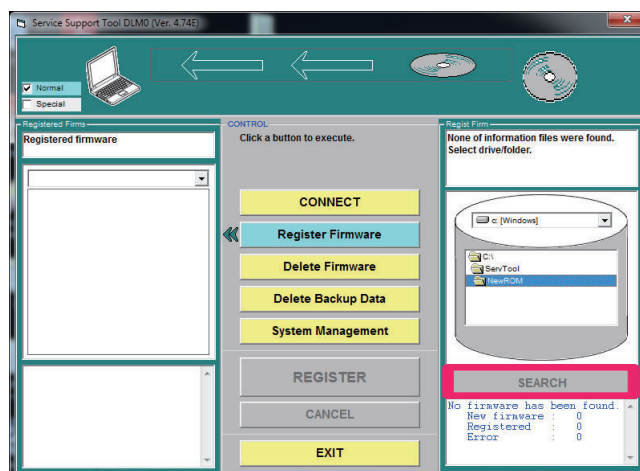 Service Support Tool DLM0 (Ver. 4.74E)
Normal
Special
Registered Firms
Registered firmware
CONTROL
Click a button to execute.
CONNECT
Register Firmware
Delete Firmware
Delete Backup Data
System Management
REGISTER
CANCEL
EXIT
Regist Firm
None of information files were found.
Select drive/folder.
c: [Windows]
C:\
ServTool
NewROM
SEARCH
No firmware has been found.
New firmware : 0
Registered : 0
Error : 0